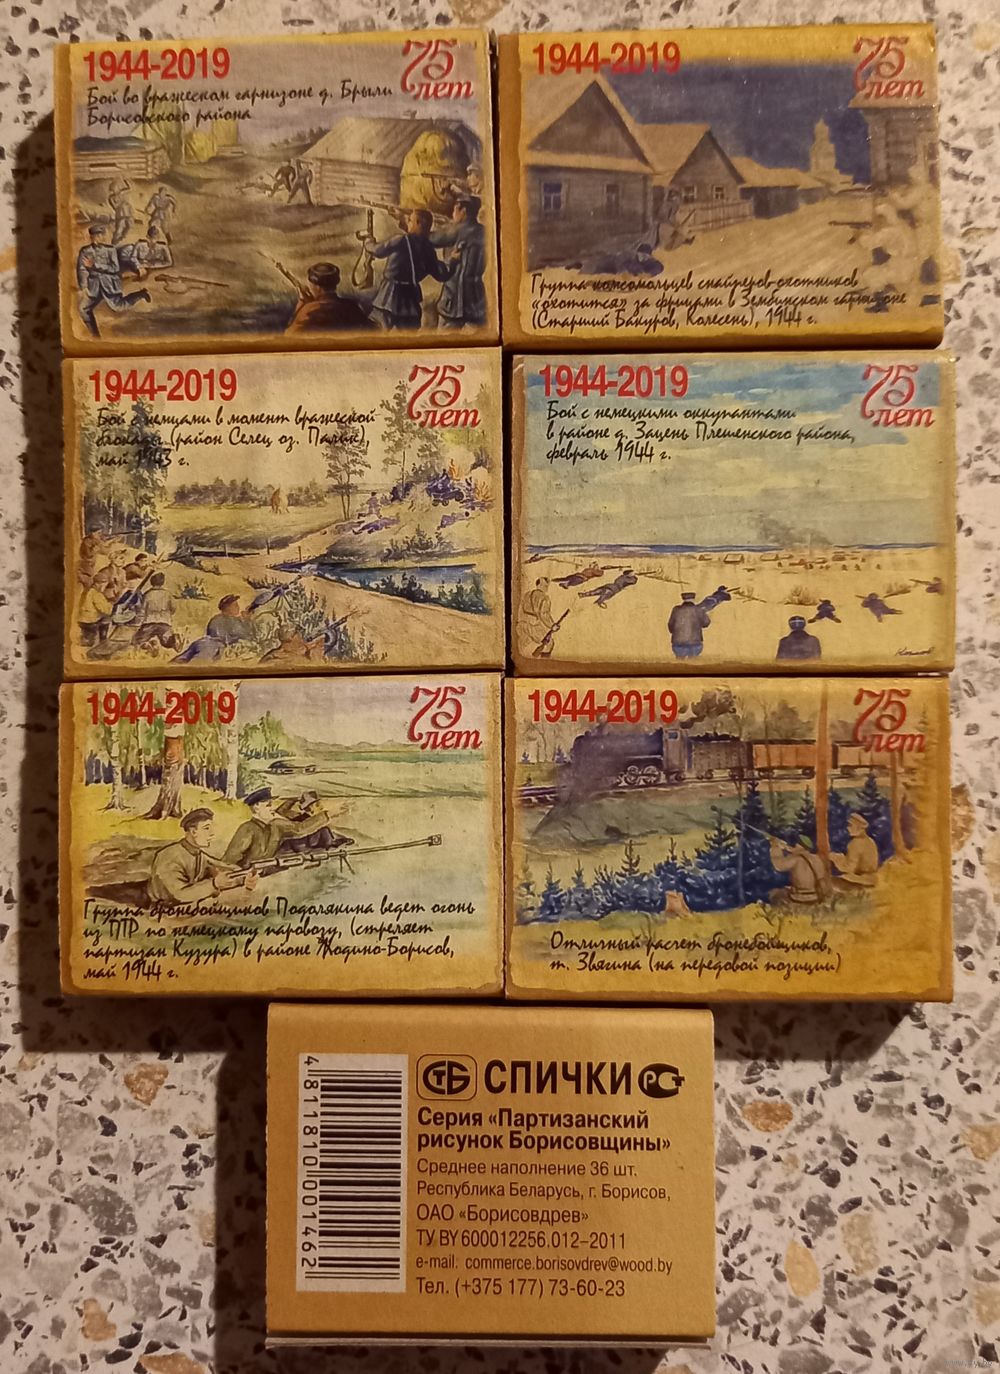 1944-2019
75 лет
Бой во вражеском гарнизоне д. Брыли
Борисовского района
1944-2019
75 лет
Группа комсомольцев снайперов-охотников
«охотится» за фрицами в Зембинском гарнизоне
(Старший Бакуров, Колесень), 1944 г.
1944-2019
75 лет
Бой с немцами в момент вражеской
блокады (район Селец оз. Палик),
май 1943 г.
1944-2019
75 лет
Бой с немецкими оккупантами
в районе д. Зацень Плещенского района,
февраль 1944 г.
1944-2019
75 лет
Группа бронебойщиков Подолякина ведет огонь
из ПТР по немецкому паровозу, (стреляет
партизан Кузура) в районе Жодино-Борисов,
май 1944 г.
1944-2019
75 лет
Отличный расчет бронебойщиков,
т. Звягина (на передовой позиции)
4 811810 001462
СТБ СПИЧКИ РСТ
Серия «Партизанский
рисунок Борисовщины»
Среднее наполнение 36 шт.
Республика Беларусь, г. Борисов,
ОАО «Борисовдрев»
ТУ BY 600012256.012–2011
e-mail: commerce.borisovdrev@wood.by
Тел. (+375 177) 73-60-23